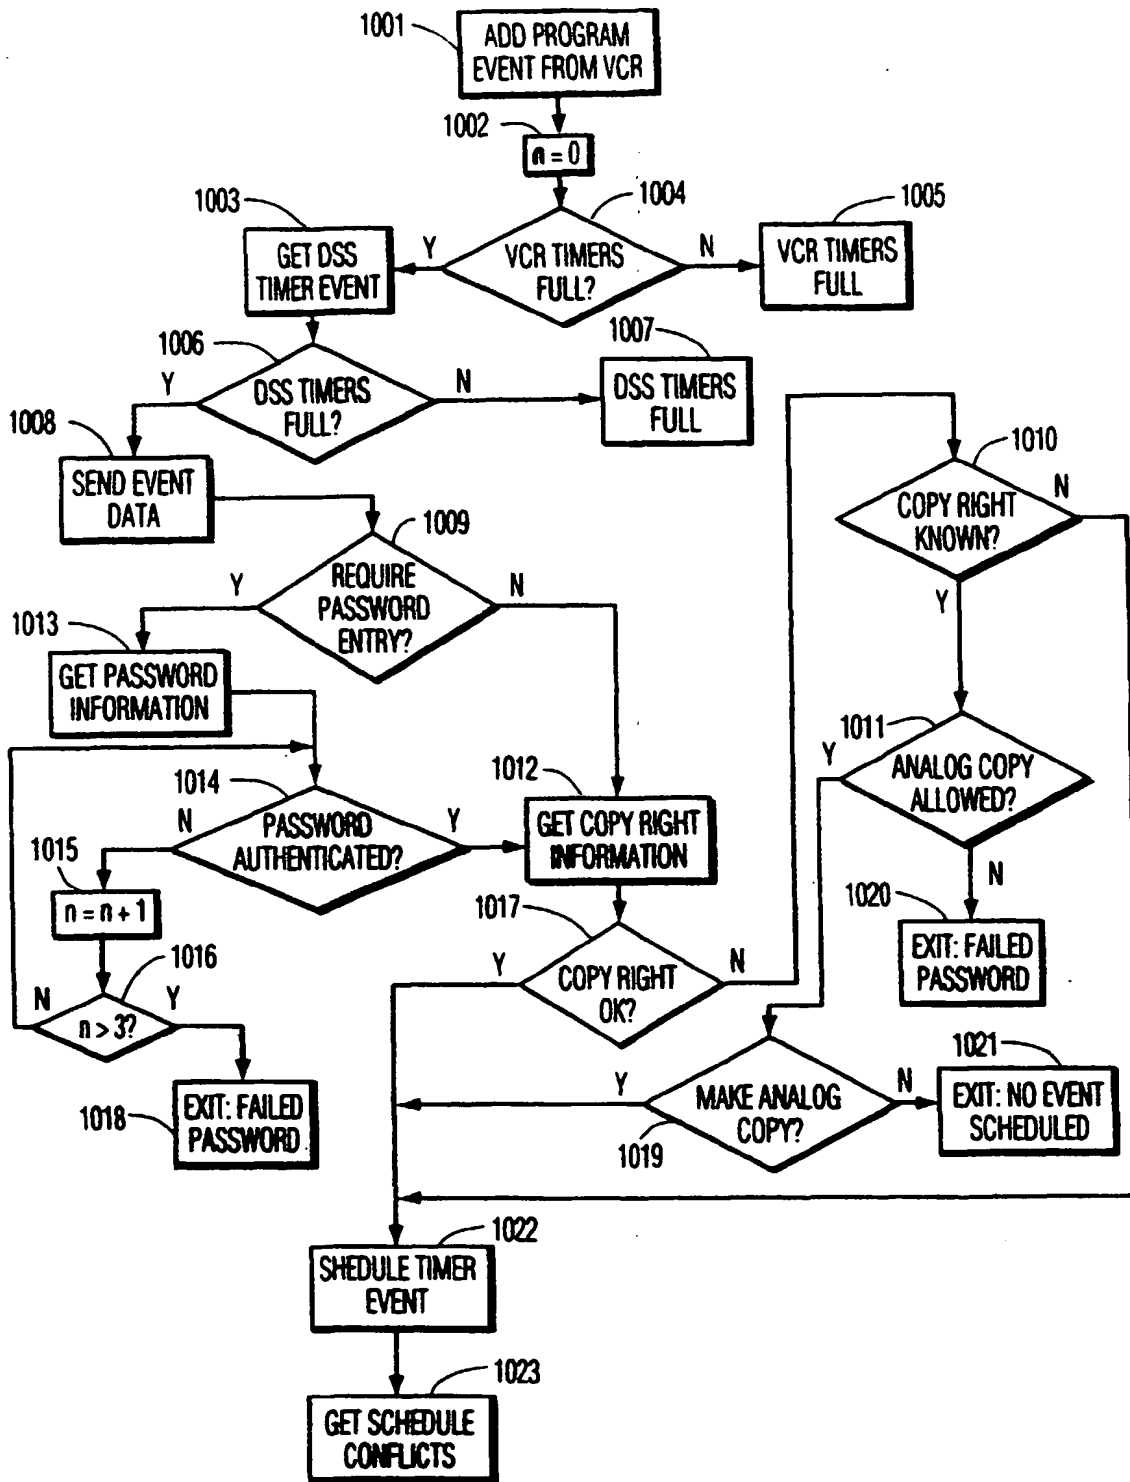 1001
ADD PROGRAM
EVENT FROM VCR
1002
n = 0
1003
1004
1005
GET DSS
TIMER EVENT
Y
VCR TIMERS
FULL?
N
VCR TIMERS
FULL
1006
1007
Y
DSS TIMERS
FULL?
N
DSS TIMERS
FULL
1008
SEND EVENT
DATA
1009
1010
COPY RIGHT
KNOWN?
N
Y
Y
REQUIRE
PASSWORD
ENTRY?
N
1013
GET PASSWORD
INFORMATION
1011
Y
ANALOG COPY
ALLOWED?
N
1014
N
PASSWORD
AUTHENTICATED?
Y
1012
GET COPY RIGHT
INFORMATION
1015
n = n + 1
1016
N
n > 3?
Y
1017
Y
COPY RIGHT
OK?
N
1020
EXIT: FAILED
PASSWORD
1018
EXIT: FAILED
PASSWORD
1019
Y
MAKE ANALOG
COPY?
N
1021
EXIT: NO EVENT
SCHEDULED
1022
SHEDULE TIMER
EVENT
1023
GET SCHEDULE
CONFLICTS